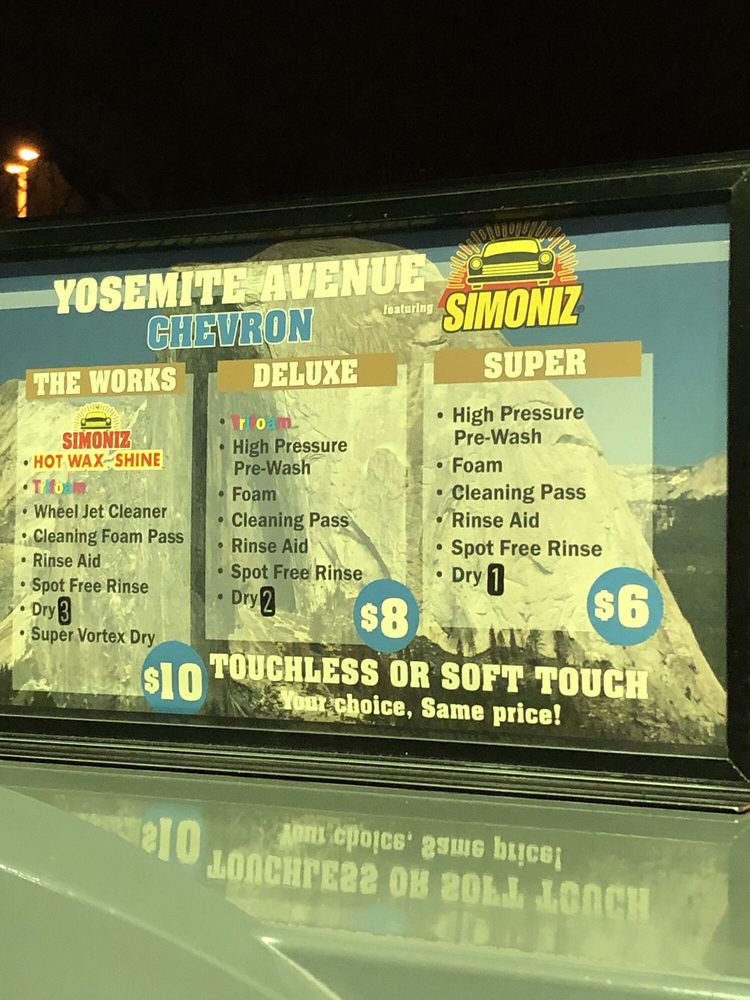 YOSEMITE AVENUE
CHEVRON
featuring
SIMONIZ
THE WORKS
SIMONIZ
• HOT WAX SHINE
• Trifoam
• Wheel Jet Cleaner
• Cleaning Foam Pass
• Rinse Aid
• Spot Free Rinse
• Dry 3
• Super Vortex Dry
$10
DELUXE
• Trifoam
• High Pressure
Pre-Wash
• Foam
• Cleaning Pass
• Rinse Aid
• Spot Free Rinse
• Dry 2
$8
SUPER
• High Pressure
Pre-Wash
• Foam
• Cleaning Pass
• Rinse Aid
• Spot Free Rinse
• Dry 1
$6
TOUCHLESS OR SOFT TOUCH
Your choice, Same price!